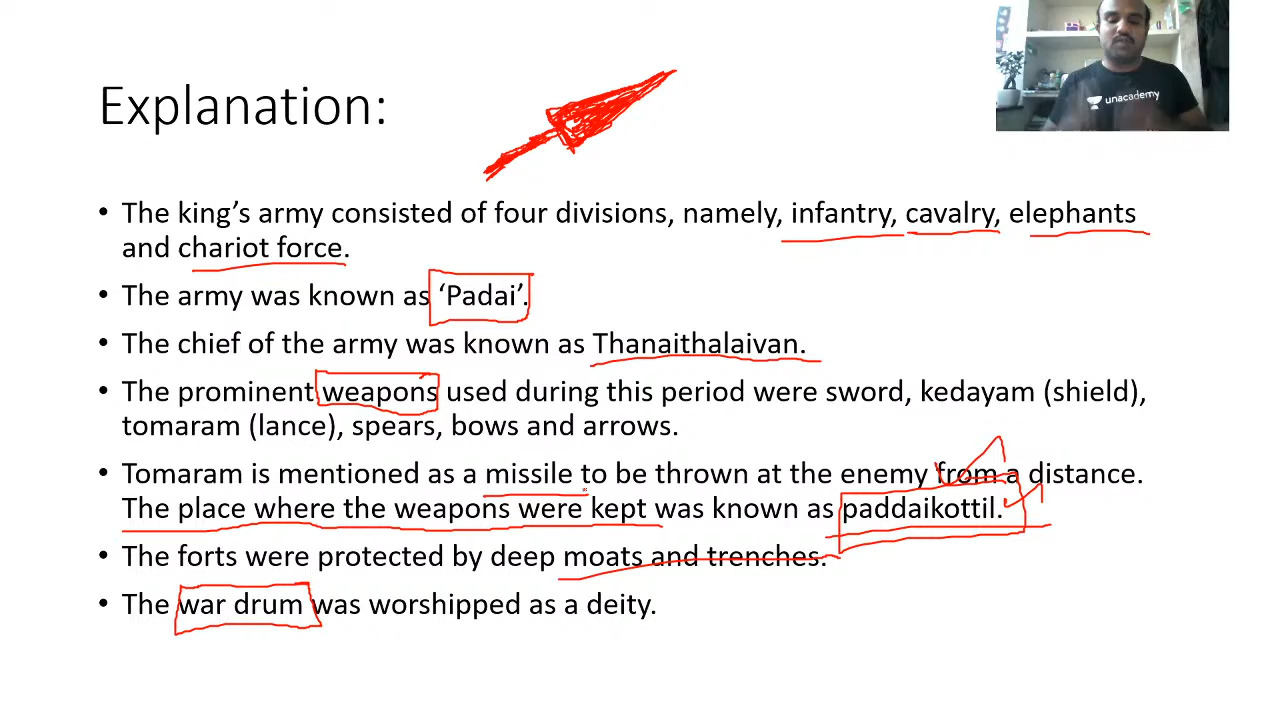 unacademy
Explanation:
• The king’s army consisted of four divisions, namely, infantry, cavalry, elephants
and chariot force.
• The army was known as ‘Padai’.
• The chief of the army was known as Thanaithalaivan.
• The prominent weapons used during this period were sword, kedayam (shield),
tomaram (lance), spears, bows and arrows.
• Tomaram is mentioned as a missile to be thrown at the enemy from a distance.
The place where the weapons were kept was known as paddaikottil.
• The forts were protected by deep moats and trenches.
• The war drum was worshipped as a deity.